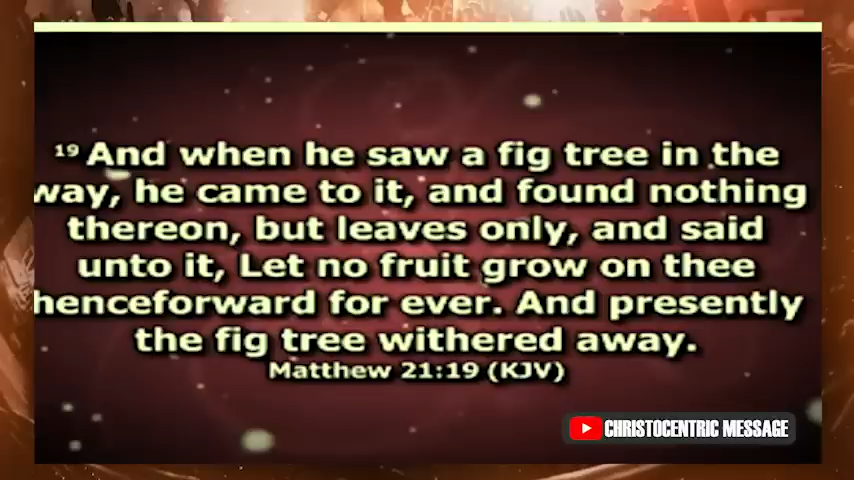 19 And when he saw a fig tree in the
way, he came to it, and found nothing
thereon, but leaves only, and said
unto it, Let no fruit grow on thee
henceforward for ever. And presently
the fig tree withered away.
Matthew 21:19 (KJV)
CHRISTOCENTRIC MESSAGE